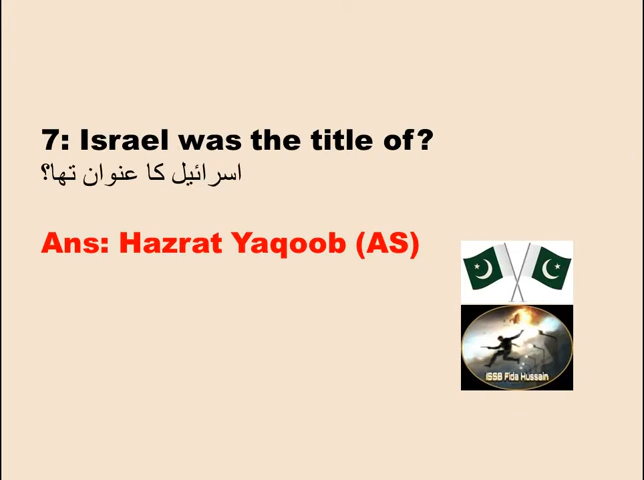 7: Israel was the title of?
اسرائیل کا عنوان تھا؟
Ans: Hazrat Yaqoob (AS)
ISSB Fida Hussain